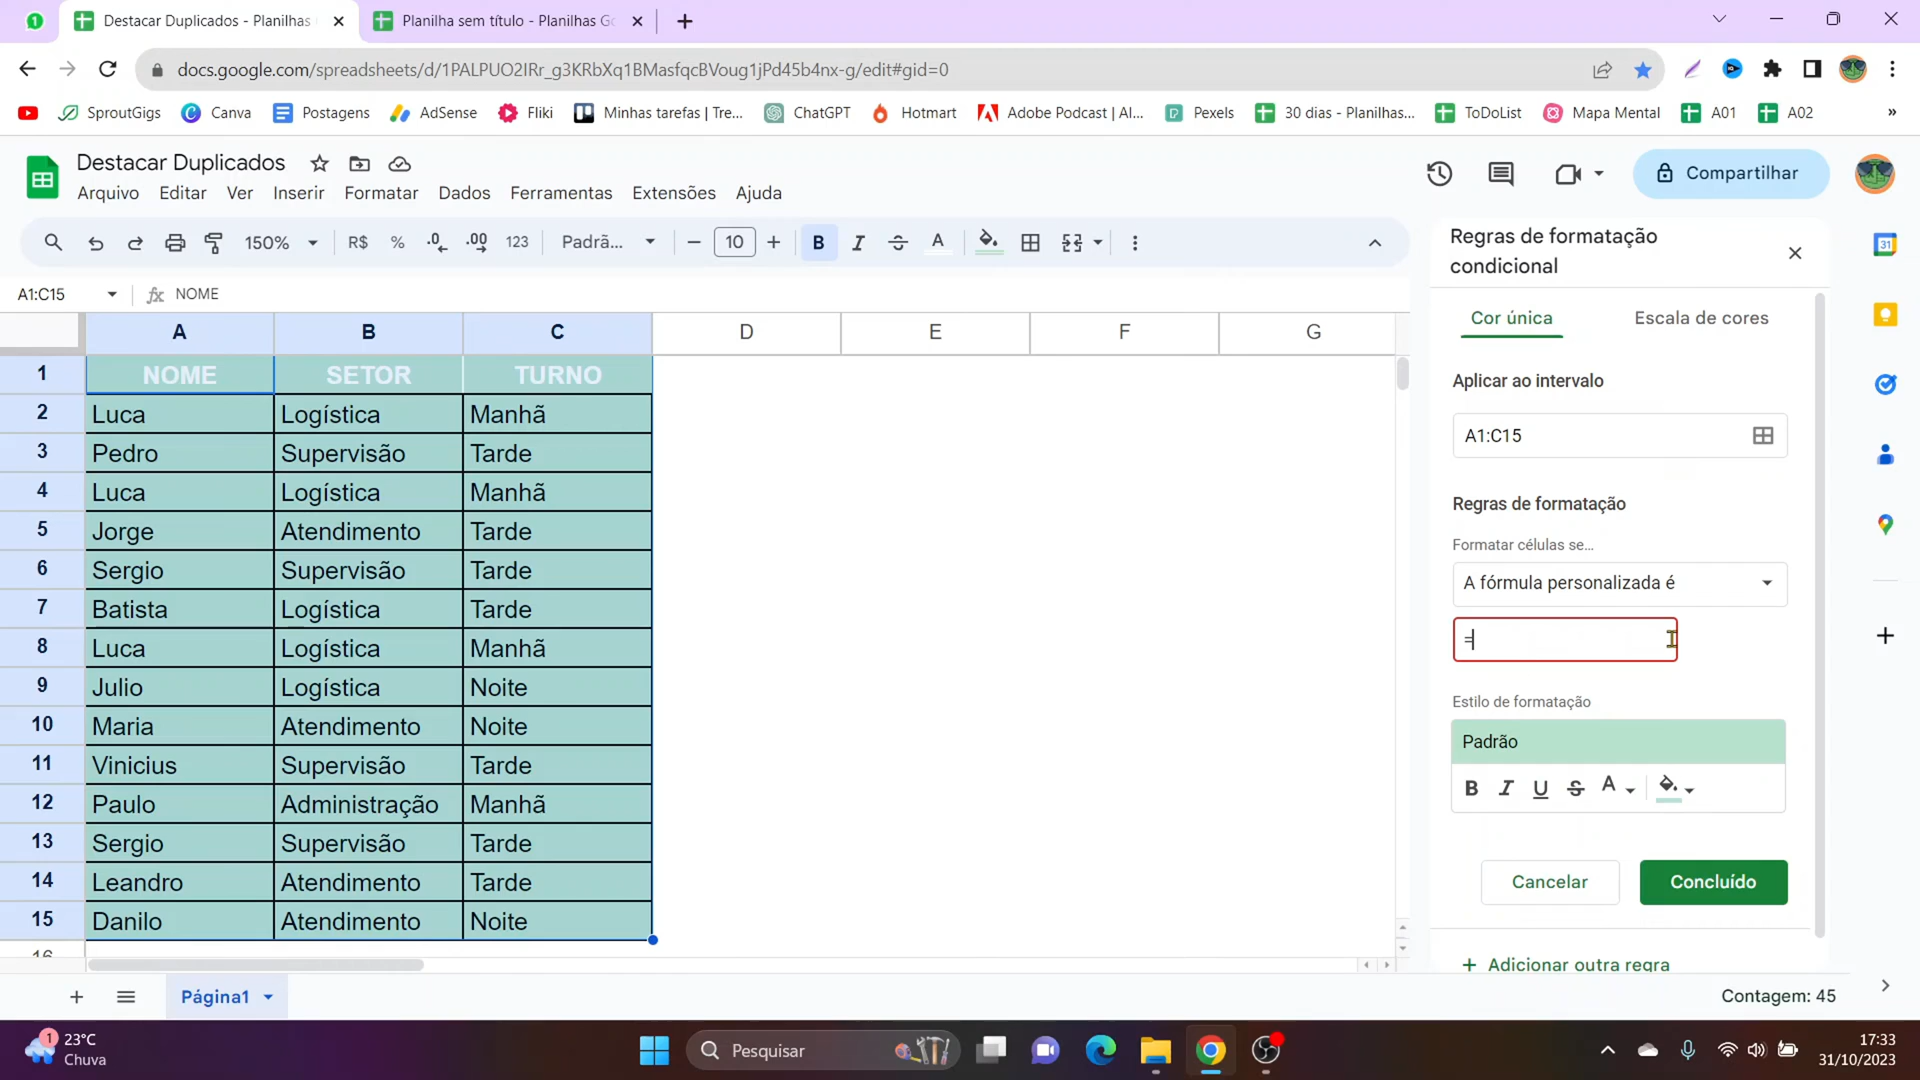 Destacar Duplicados - Planilhas
Planilha sem título - Planilhas Go
docs.google.com/spreadsheets/d/1PALPUO2IRr_g3KRbXq1BMasfqcBVoug1jPd45b4nx-g/edit#gid=0
SproutGigs
Canva
Postagens
AdSense
Fliki
Minhas tarefas | Tre...
ChatGPT
Hotmart
Adobe Podcast | AI...
Pexels
30 dias - Planilhas...
ToDoList
Mapa Mental
A01
A02
»
Destacar Duplicados
Arquivo Editar Ver Inserir Formatar Dados Ferramentas Extensões Ajuda
Compartilhar
150% R$ % .0 .00 123 Padrã... 10 B I A
A1:C15 fx NOME
A B C D E F G
1 NOME SETOR TURNO
2 Luca Logística Manhã
3 Pedro Supervisão Tarde
4 Luca Logística Manhã
5 Jorge Atendimento Tarde
6 Sergio Supervisão Tarde
7 Batista Logística Tarde
8 Luca Logística Manhã
9 Julio Logística Noite
10 Maria Atendimento Noite
11 Vinicius Supervisão Tarde
12 Paulo Administração Manhã
13 Sergio Supervisão Tarde
14 Leandro Atendimento Tarde
15 Danilo Atendimento Noite
16
Regras de formatação
condicional
Cor única Escala de cores
Aplicar ao intervalo
A1:C15
Regras de formatação
Formatar células se...
A fórmula personalizada é
=
Estilo de formatação
Padrão
B I U S A
Cancelar Concluído
+ Adicionar outra regra
31
Página1
Contagem: 45
1
23°C
Chuva
Pesquisar
17:33
31/10/2023